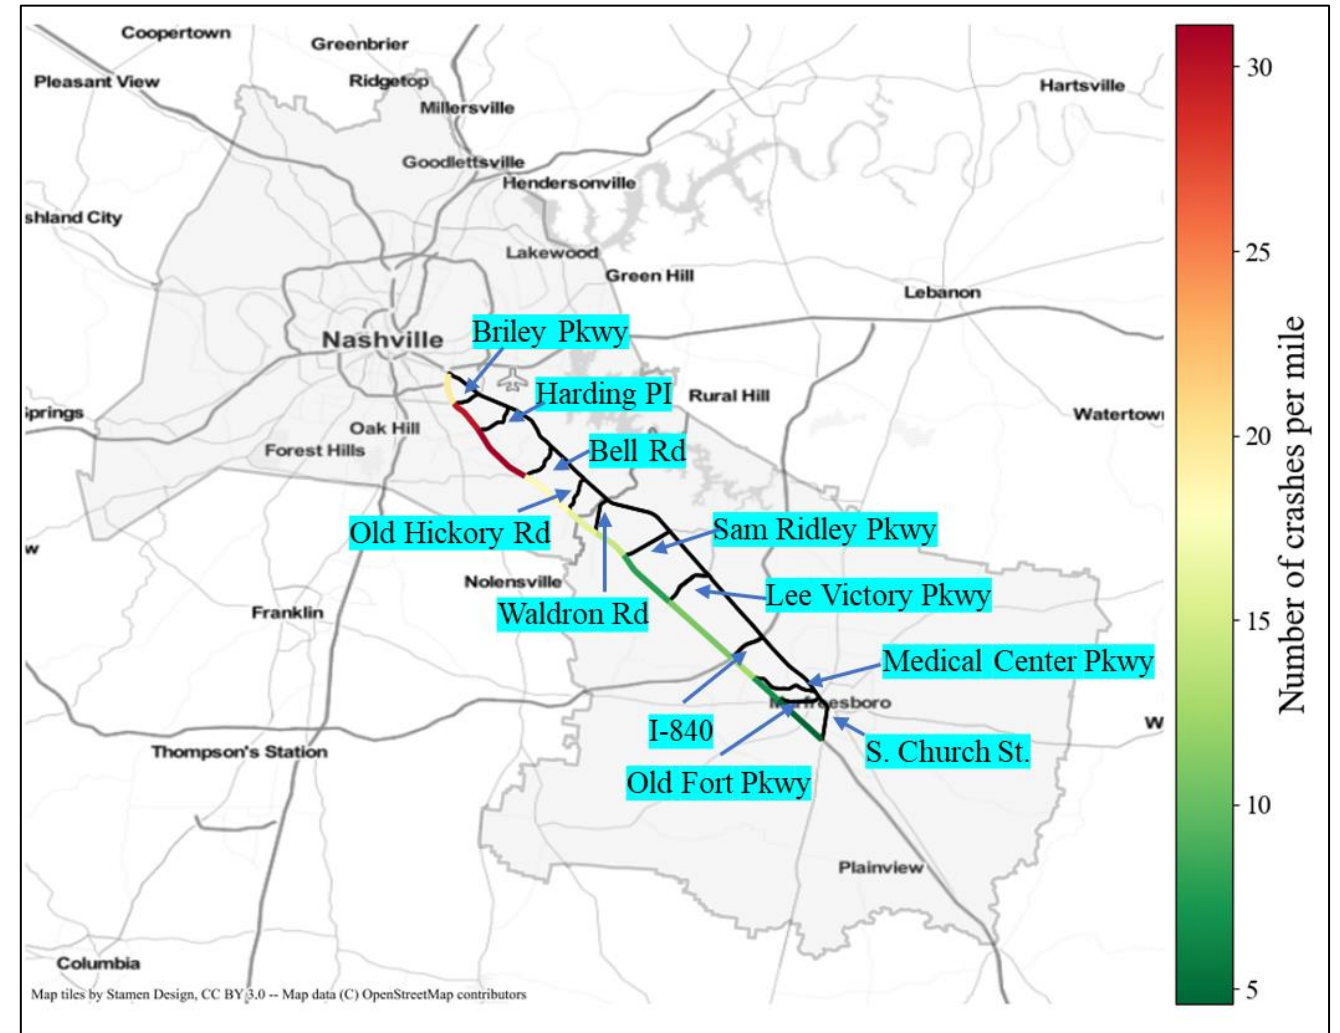 Coopertown
Greenbrier
Pleasant View
Ridgetop
Hartsville
Millersville
Goodlettsville
Hendersonville
shland City
Lakewood
Green Hill
Lebanon
Nashville
Briley Pkwy
Harding PI
Rural Hill
Springs
Watertow
Oak Hill
Forest Hills
Bell Rd
Old Hickory Rd
Sam Ridley Pkwy
w
Nolensville
Franklin
Waldron Rd
Lee Victory Pkwy
Medical Center Pkwy
Murfreesboro
W
I-840
Thompson's Station
S. Church St.
Old Fort Pkwy
Plainview
Columbia
Map tiles by Stamen Design, CC BY 3.0 -- Map data (C) OpenStreetMap contributors
30
25
20
15
10
5
Number of crashes per mile